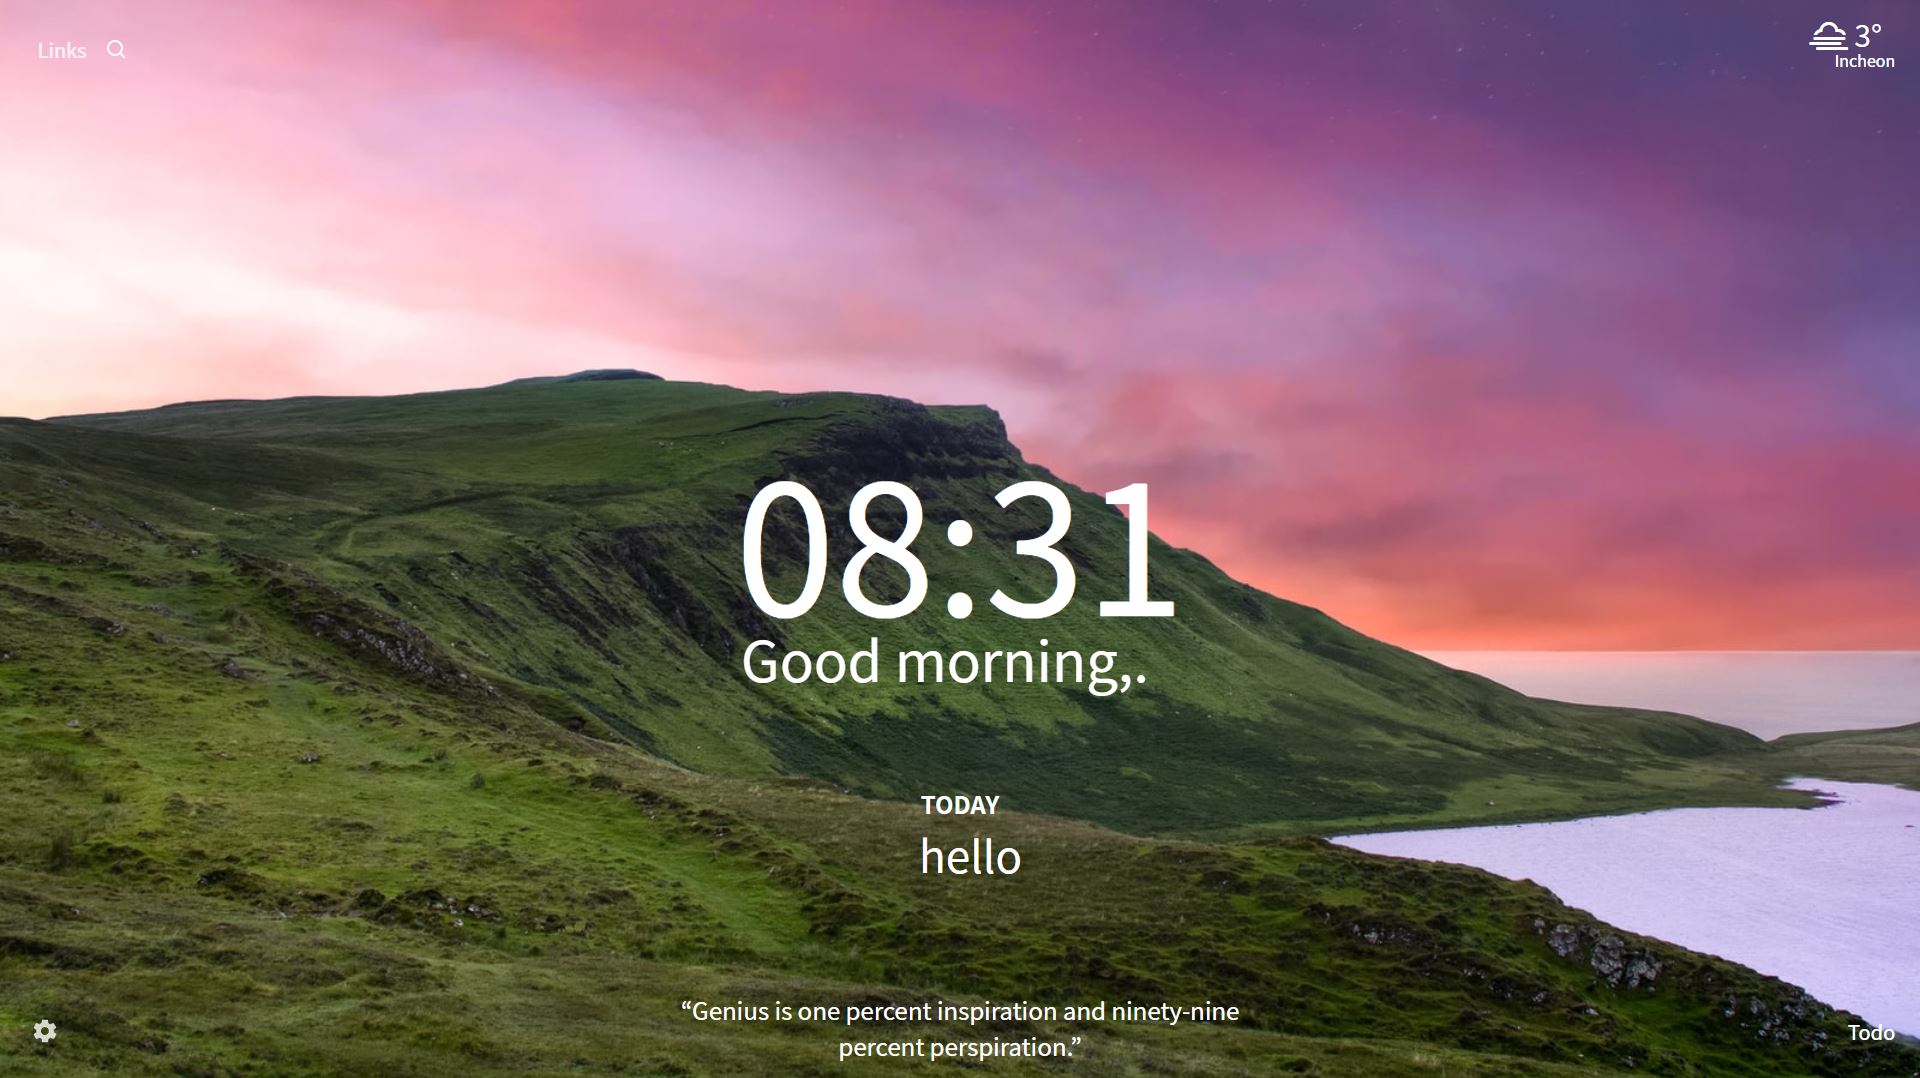 Links
3°
Incheon
08:31
Good morning,.
TODAY
hello
“Genius is one percent inspiration and ninety-nine
percent perspiration.”
Todo